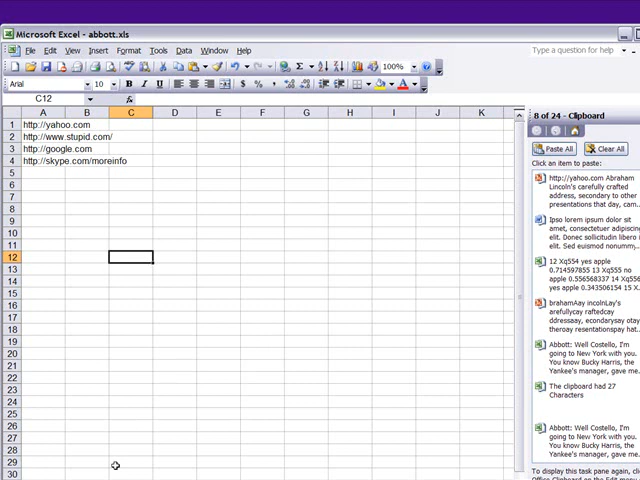 Microsoft Excel - abbott.xls
File Edit View Insert Format Tools Data Window Help
Type a question for help
100%
Arial 10 B I U $ % ,
C12 fx
8 of 24 - Clipboard
A B C D E F G H I J K
Paste All Clear All
Click an item to paste:
1 http://yahoo.com
2 http://www.stupid.com/
3 http://google.com
4 http://skype.com/moreinfo
5
6
7
8
9
10
11
12
13
14
15
16
17
18
19
20
21
22
23
24
25
26
27
28
29
30
http://yahoo.com Abraham
Lincoln's carefully crafted
address, secondary to other
presentations that day, cam...
Ipso lorem ipsum dolor sit
amet, consectetuer adipiscing
elit. Donec sollicitudin libero et
elit. Sed euismod nonummy,...
12 Xq554 yes apple
0.714597855 13 Xq555 no
apple 0.556568337 14 Xq556
yes apple 0.343506154 15 X...
brahamAay incolnLay's
arefullycay raftedcay
ddressaay, econdarysay otay
theroay resentationspay hat...
Abbott: Well Costello, I'm
going to New York with you.
You know Bucky Harris, the
Yankee's manager, gave me...
The clipboard had 27
Characters
Abbott: Well Costello, I'm
going to New York with you.
You know Bucky Harris, the
Yankee's manager, gave me...
To display this task pane again, click